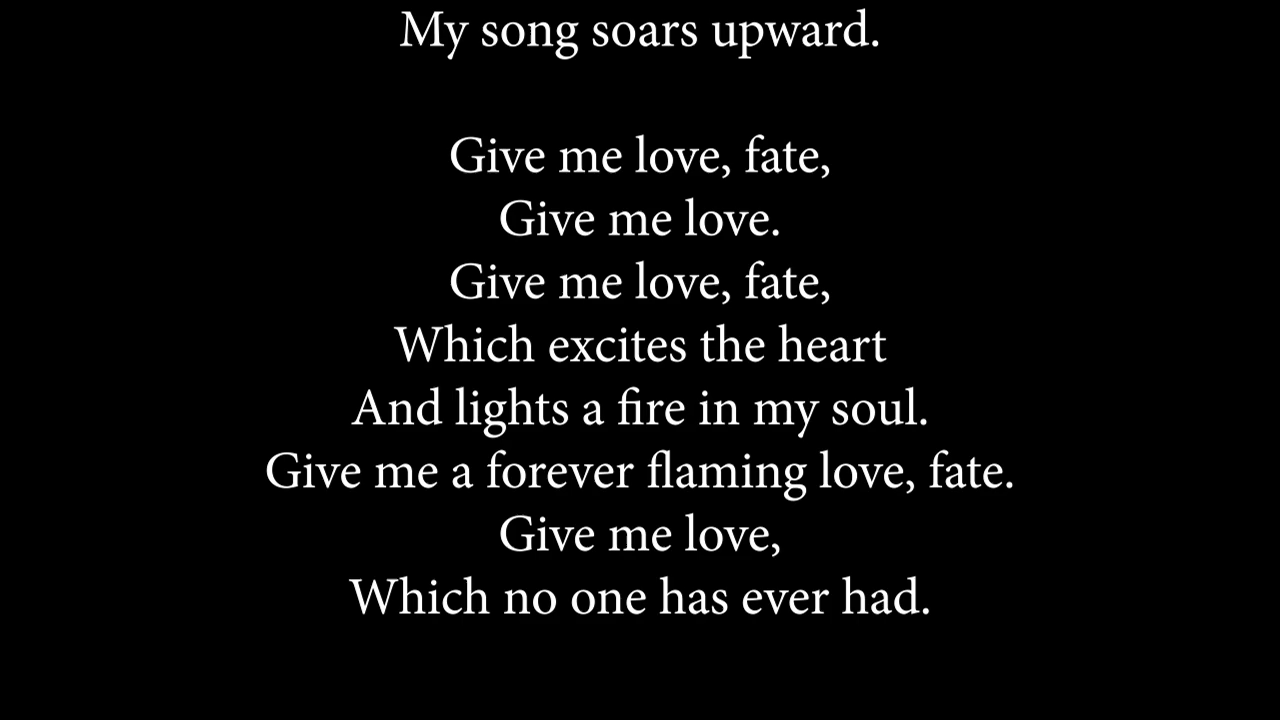 My song soars upward.
Give me love, fate,
Give me love.
Give me love, fate,
Which excites the heart
And lights a fire in my soul.
Give me a forever flaming love, fate.
Give me love,
Which no one has ever had.